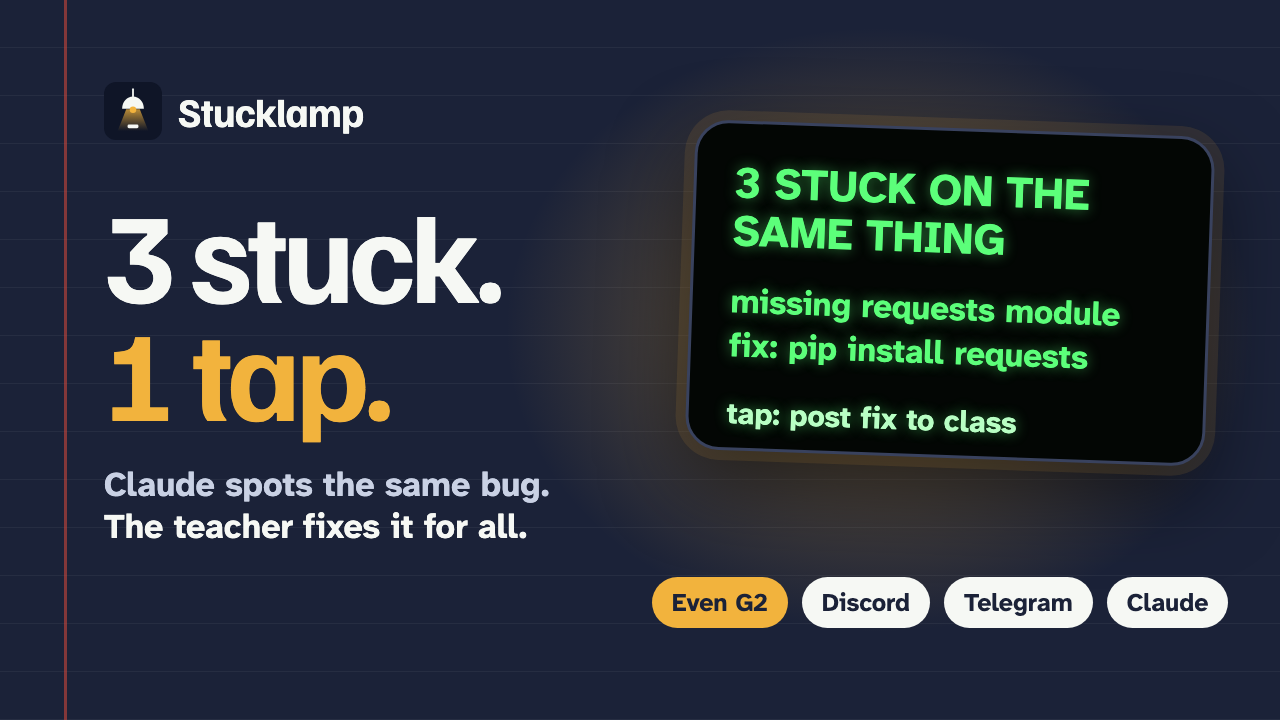 Stucklamp
3 stuck.
1 tap.
Claude spots the same bug.
The teacher fixes it for all.
3 STUCK ON THE
SAME THING
missing requests module
fix: pip install requests
tap: post fix to class
Even G2
Discord
Telegram
Claude